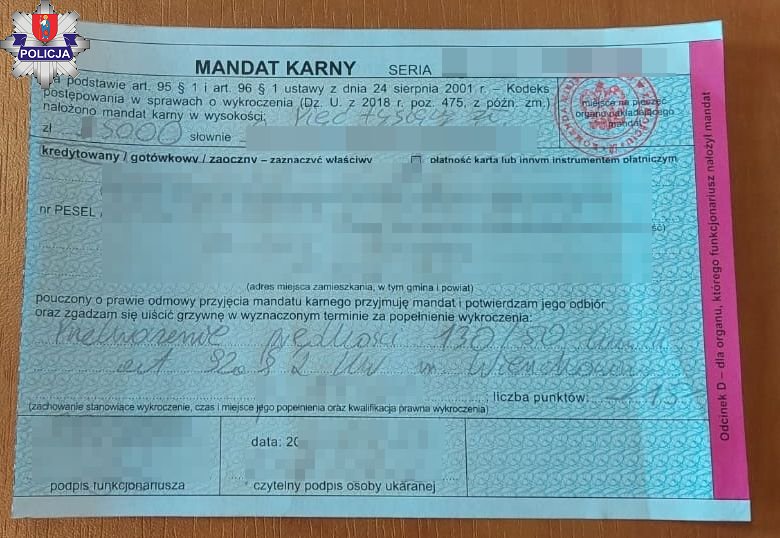 POLICJA
MANDAT KARNY SERIA
a podstawie art. 95 § 1 i art. 96 § 1 ustawy z dnia 24 sierpnia 2001 r. – Kodeks
postępowania w sprawach o wykroczenia (Dz. U. z 2018 r. poz. 475, z późn. zm.)
nałożono mandat karny w wysokości:
zł 5000 słownie
miejsce na pieczęć
organu nakładającego
mandat
kredytowany / gotówkowy / zaoczny – zaznaczyć właściwy
płatność kartą lub innym instrumentem płatniczym
nr PESEL
(adres miejsca zamieszkania, w tym gmina i powiat)
pouczony o prawie odmowy przyjęcia mandatu karnego przyjmuję mandat i potwierdzam jego odbiór
oraz zgadzam się uiścić grzywnę w wyznaczonym terminie za popełnienie wykroczenia:
prędkości 130/50
art 92a § 2 KW w
liczba punktów: 15
(zachowanie stanowiące wykroczenie, czas i miejsce jego popełnienia oraz kwalifikacja prawna wykroczenia)
data: 20
podpis funkcjonariusza
czytelny podpis osoby ukaranej
Odcinek D – dla organu, którego funkcjonariusz nałożył mandat